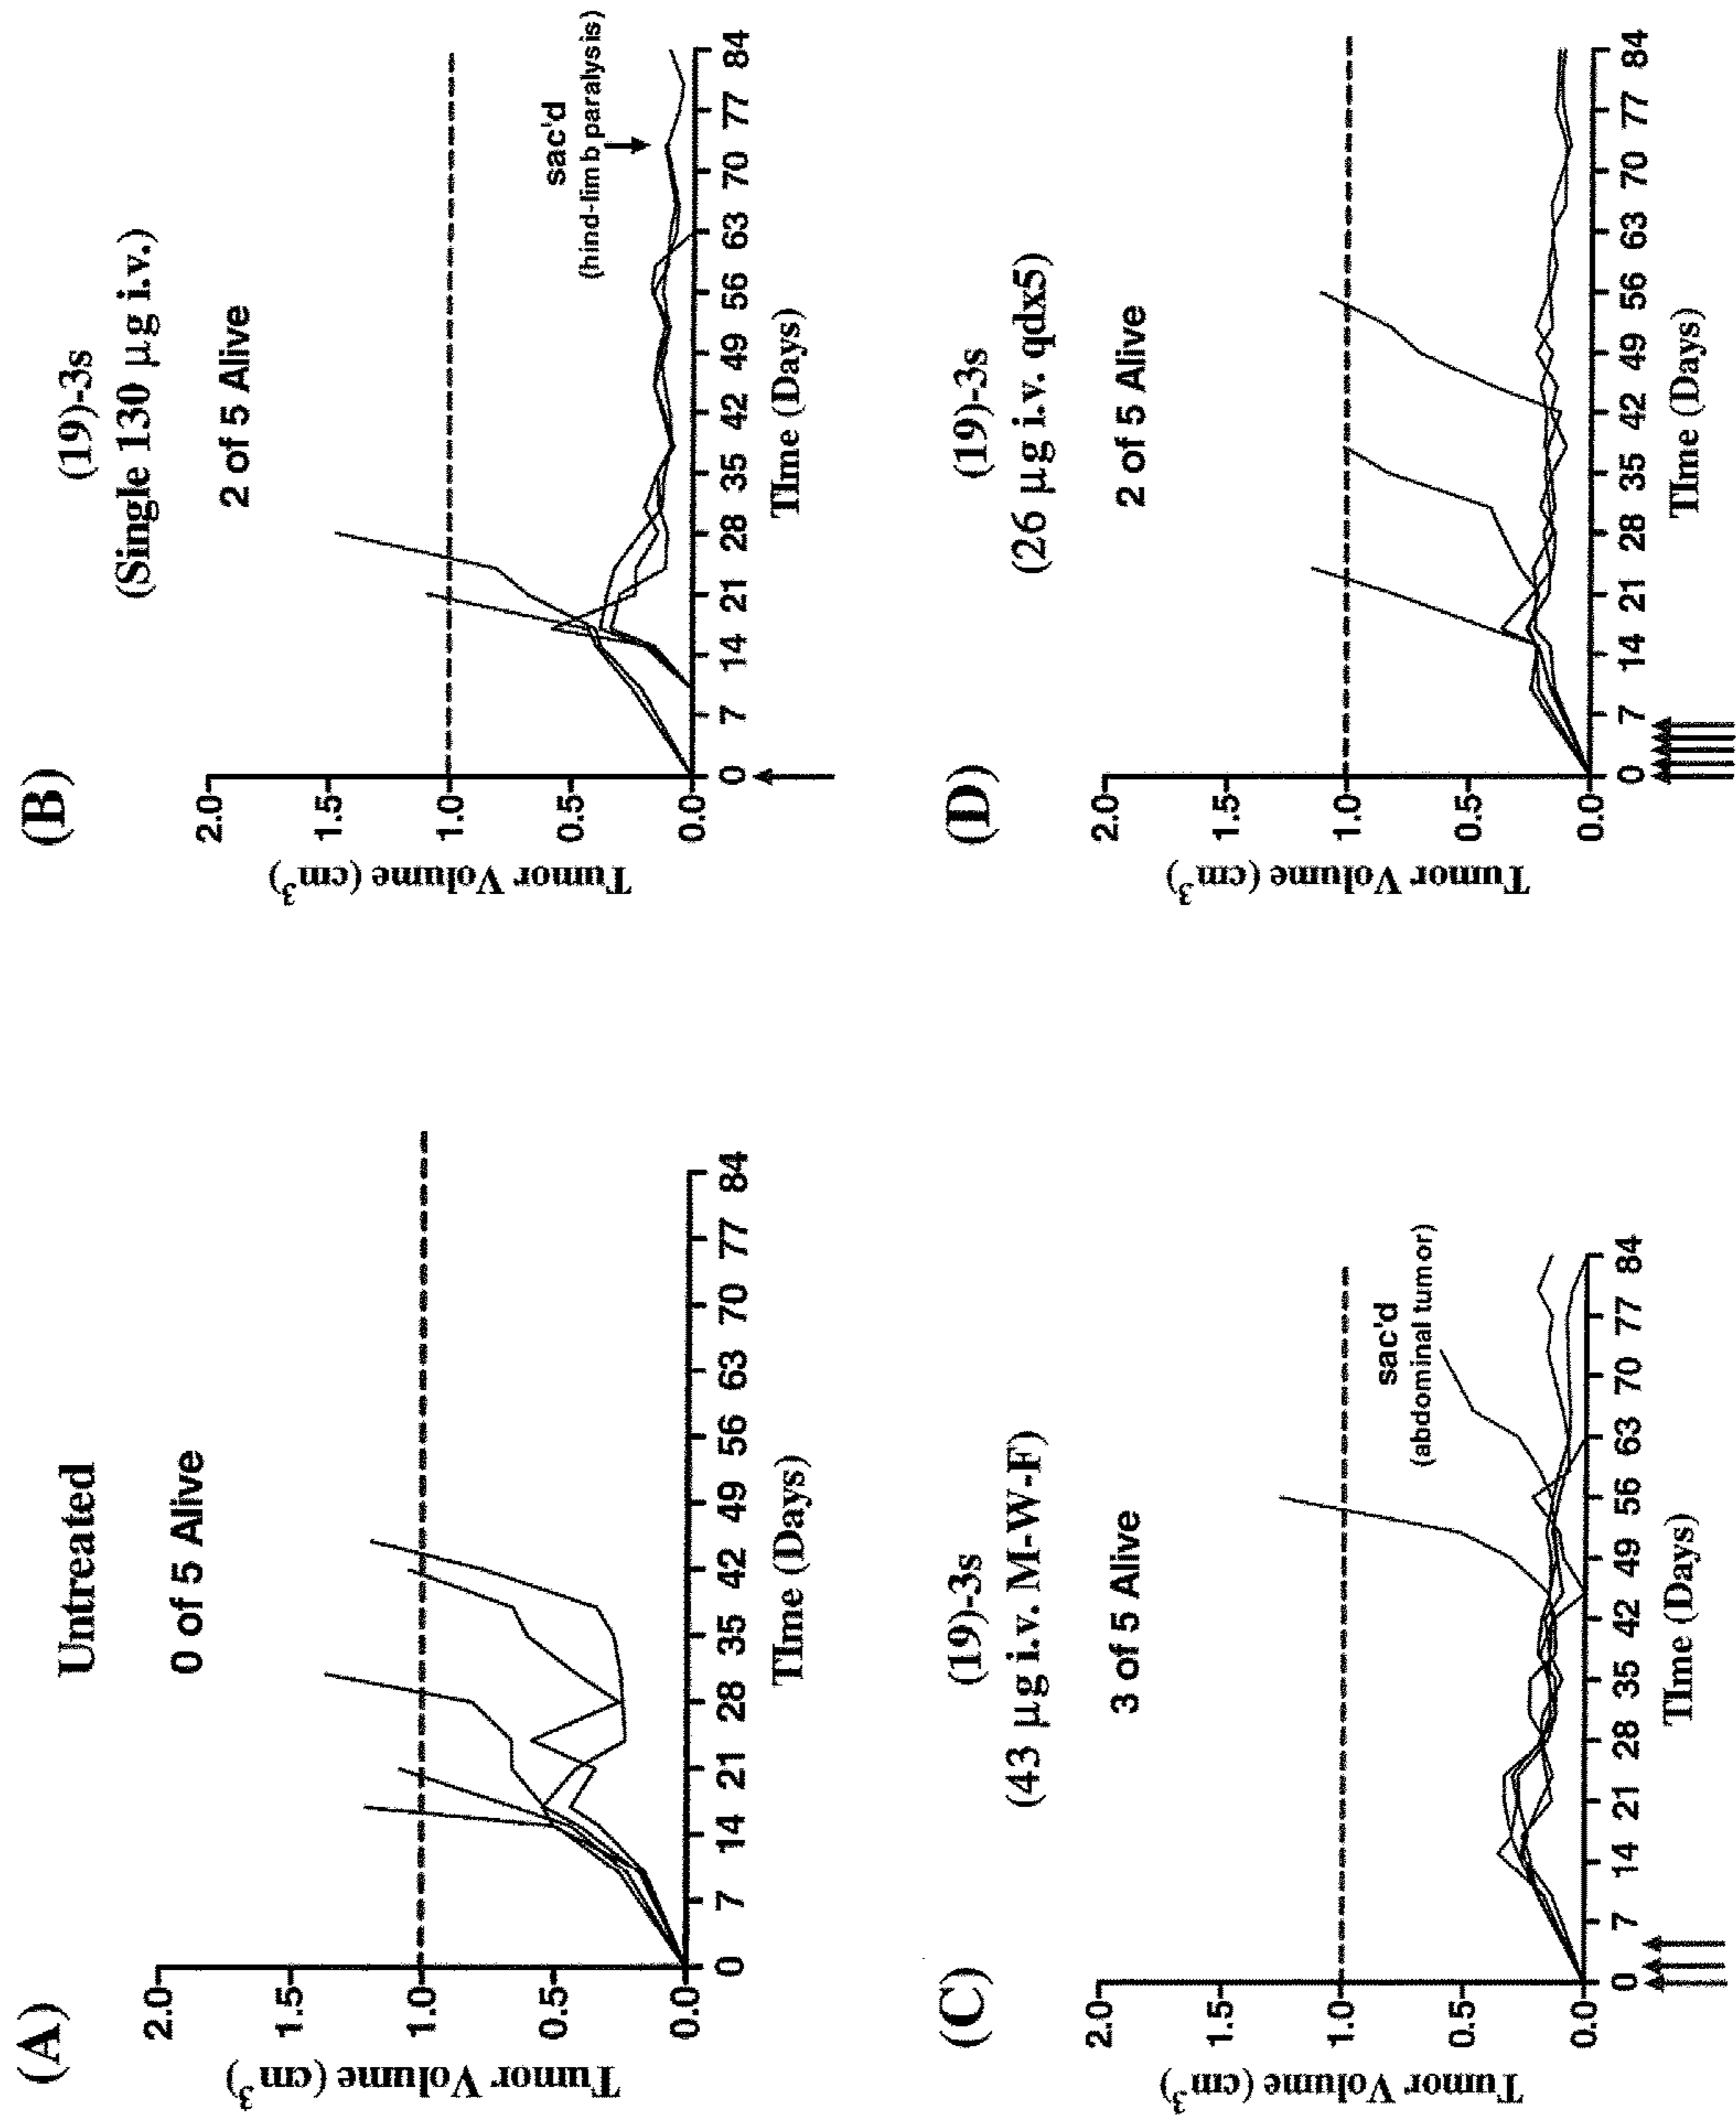 (A)
Untreated
0 of 5 Alive
Tumor Volume (cm³)
2.0
1.5
1.0
0.5
0.0
0 7 14 21 28 35 42 49 56 63 70 77 84
TIme (Days)
(B)
(19)-3s
(Single 130 µg i.v.)
2 of 5 Alive
sac'd
(hind-limb paralysis)
Tumor Volume (cm³)
2.0
1.5
1.0
0.5
0.0
0 7 14 21 28 35 42 49 56 63 70 77 84
TIme (Days)
(C)
(19)-3s
(43 µg i.v. M-W-F)
3 of 5 Alive
sac'd
(abdominal tumor)
Tumor Volume (cm³)
2.0
1.5
1.0
0.5
0.0
0 7 14 21 28 35 42 49 56 63 70 77 84
TIme (Days)
(D)
(19)-3s
(26 µg i.v. qdx5)
2 of 5 Alive
Tumor Volume (cm³)
2.0
1.5
1.0
0.5
0.0
0 7 14 21 28 35 42 49 56 63 70 77 84
TIme (Days)